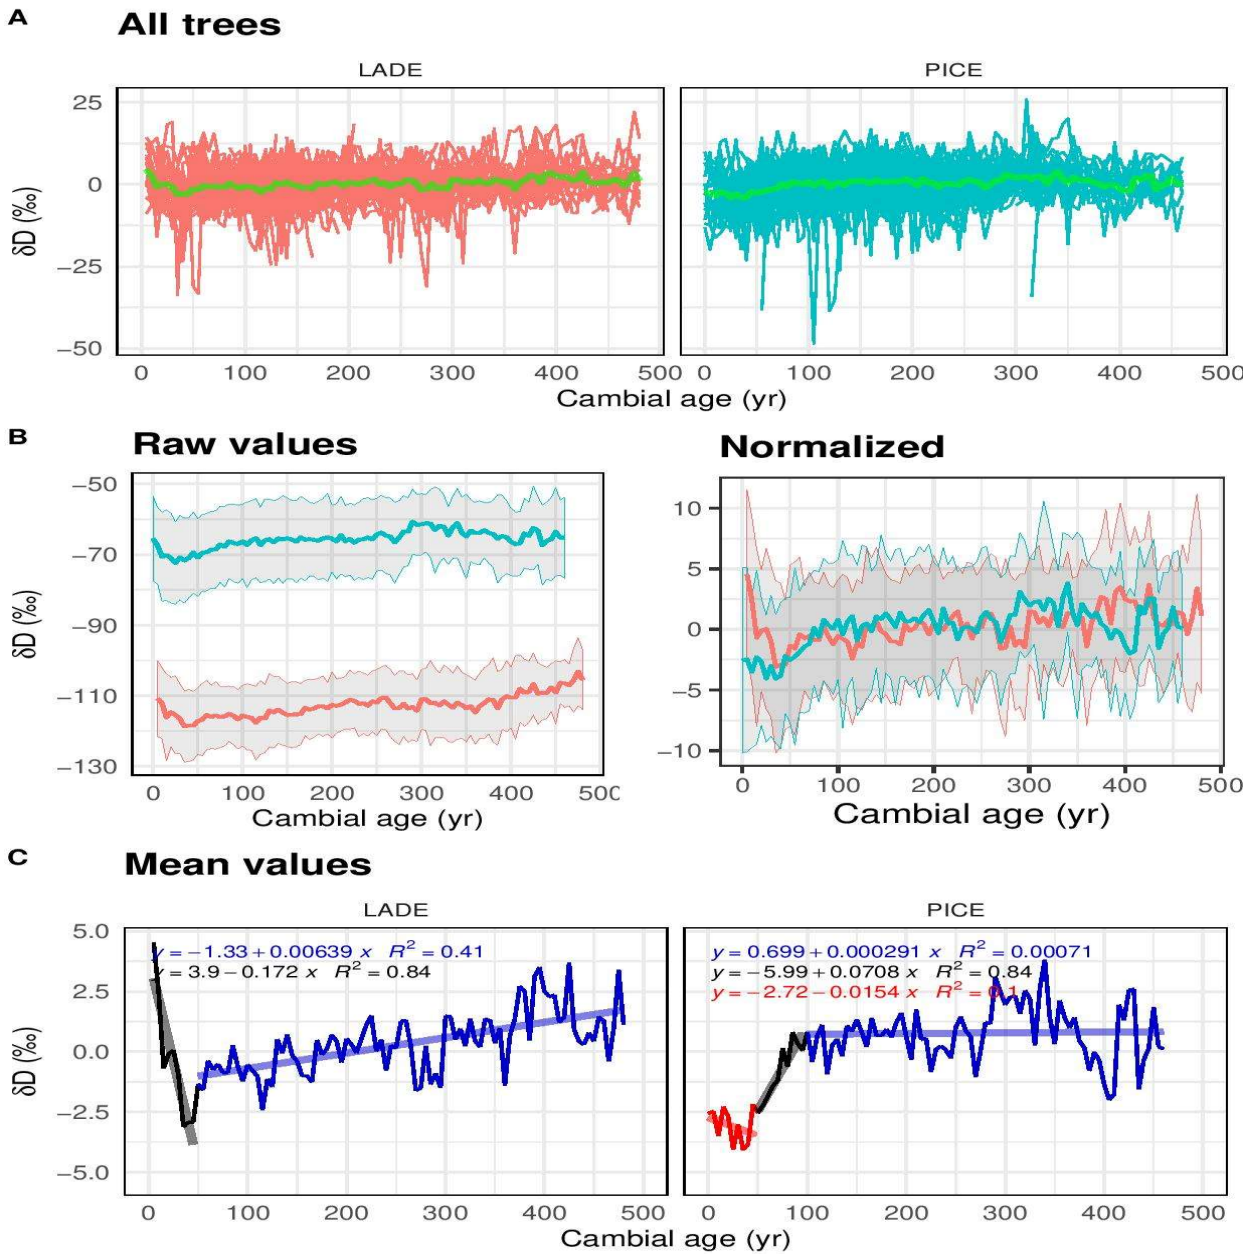 A
All trees
LADE
PICE
25
0
−25
−50
δD (‰)
0 100 200 300 400 500
0 100 200 300 400 500
Cambial age (yr)
B
Raw values
Normalized
−50
−70
−90
−110
−130
δD (‰)
0 100 200 300 400 500
Cambial age (yr)
10
5
0
−5
−10
0 100 200 300 400 500
Cambial age (yr)
C
Mean values
LADE
PICE
5.0
2.5
0.0
−2.5
−5.0
δD (‰)
y = −1.33 + 0.00639 x R² = 0.41
y = 3.9 − 0.172 x R² = 0.84
y = 0.699 + 0.000291 x R² = 0.00071
y = −5.99 + 0.0708 x R² = 0.84
y = −2.72 − 0.0154 x R² = 0.1
0 100 200 300 400 500
0 100 200 300 400 500
Cambial age (yr)